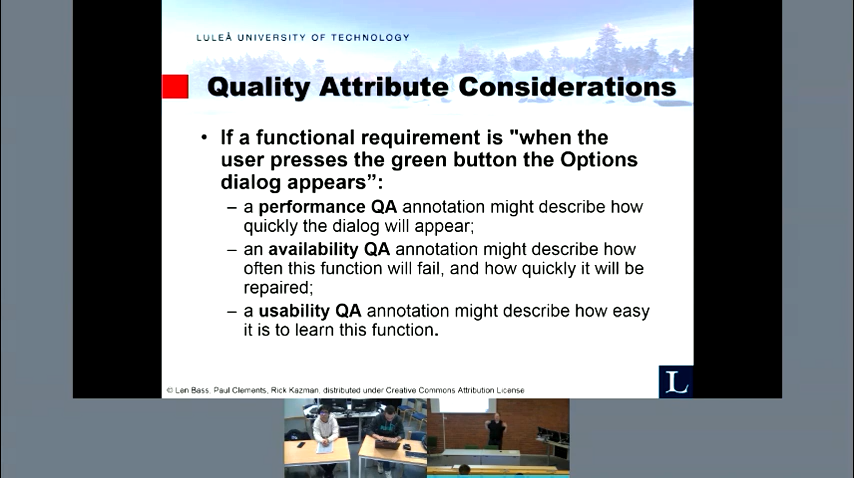 LULEÅ UNIVERSITY OF TECHNOLOGY
Quality Attribute Considerations
• If a functional requirement is "when the
user presses the green button the Options
dialog appears”:
– a performance QA annotation might describe how
quickly the dialog will appear;
– an availability QA annotation might describe how
often this function will fail, and how quickly it will be
repaired;
– a usability QA annotation might describe how easy
it is to learn this function.
© Len Bass, Paul Clements, Rick Kazman, distributed under Creative Commons Attribution License
L